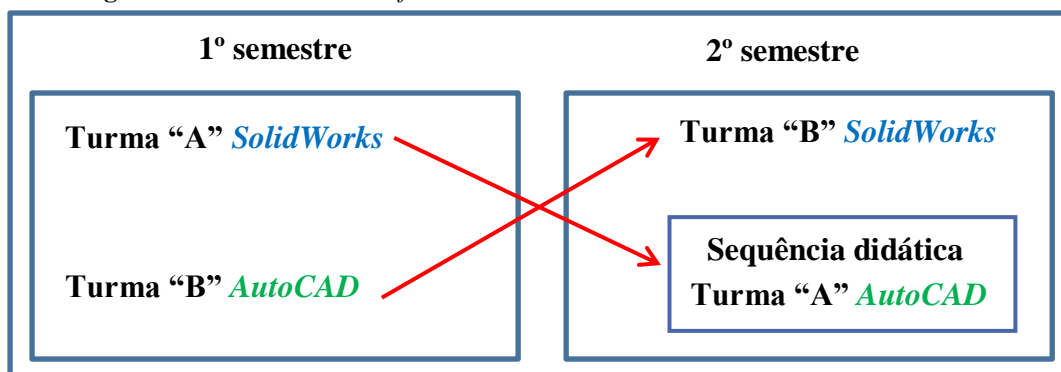 1º semestre
2º semestre
Turma “A” SolidWorks
Turma “B” AutoCAD
Turma “B” SolidWorks
Sequência didática
Turma “A” AutoCAD